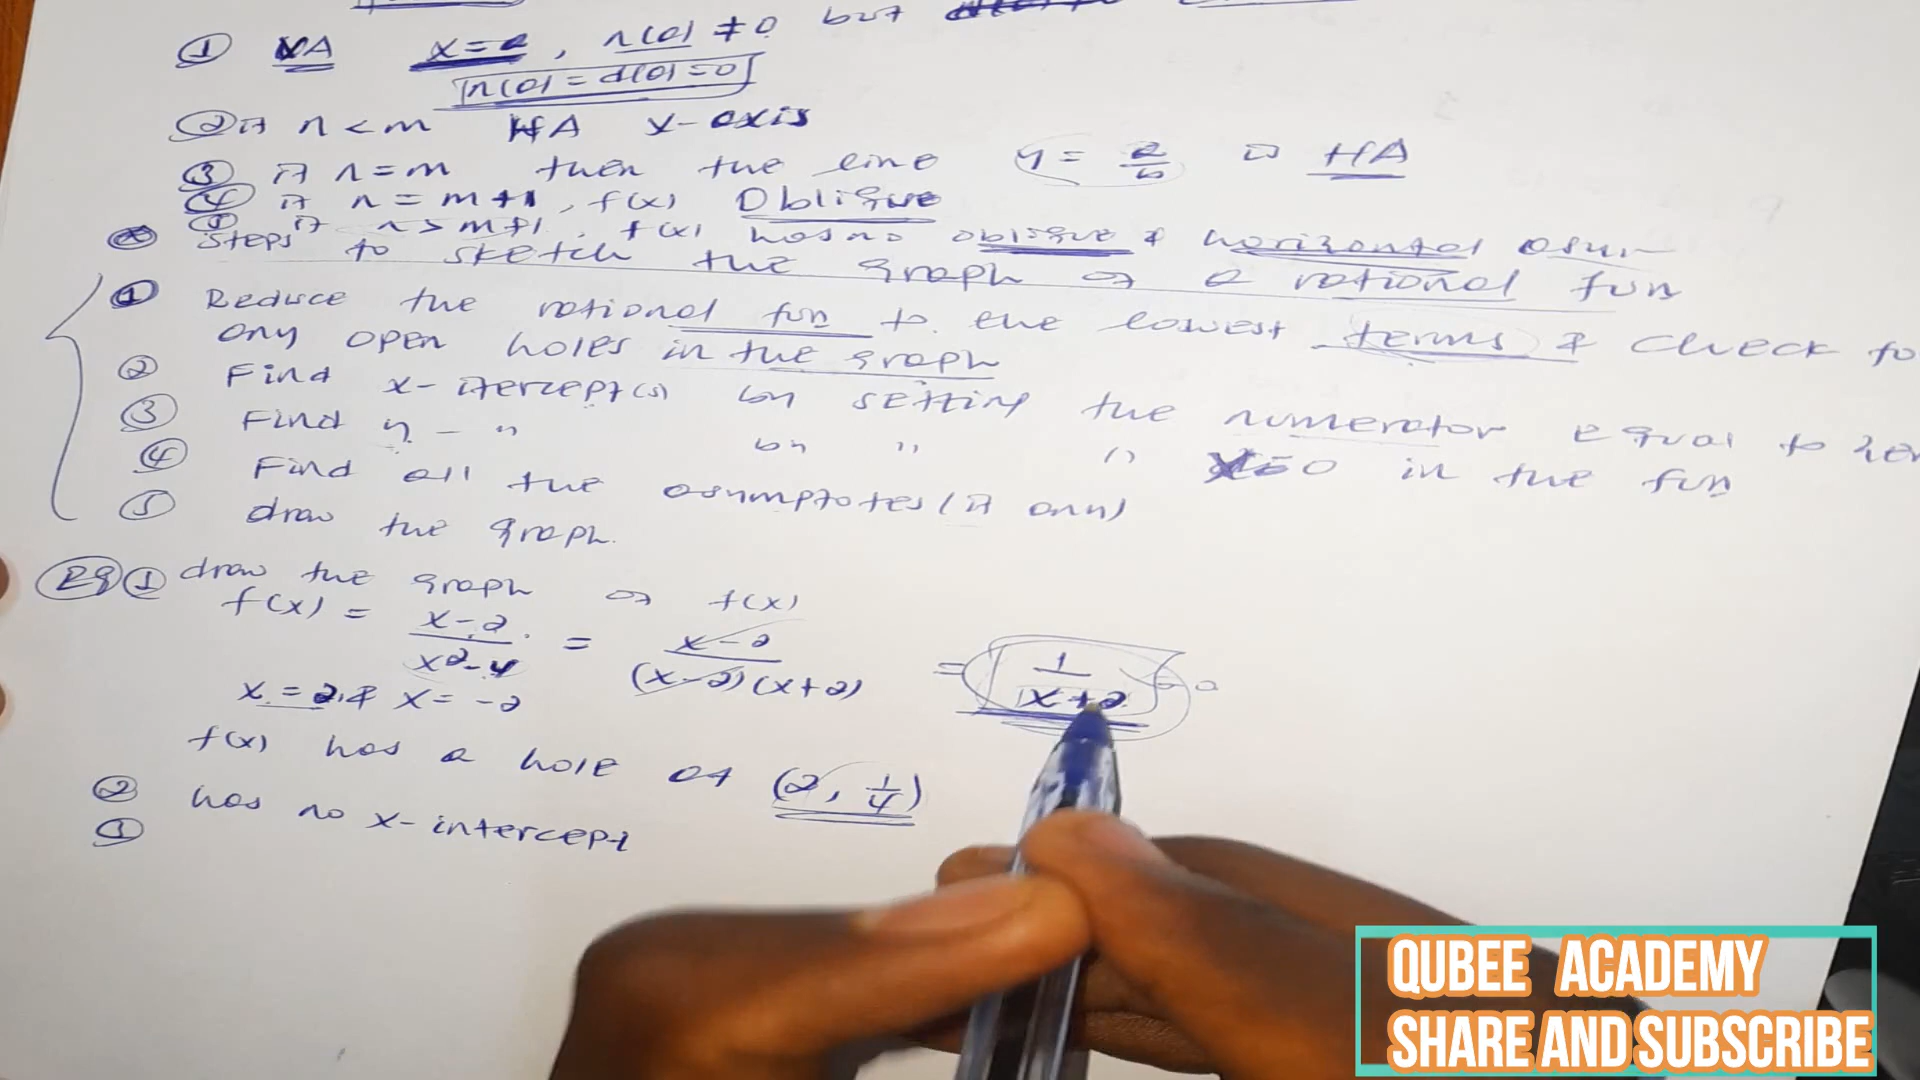 ① VA x=a, n(a) ≠ 0 but
n(a) = d(a) = 0
② if n < m HA x-axis
③ if n = m then the line y = a/b is HA
④ if n = m+1, f(x) Oblique
⑤ if n > m+1, f(x) has no oblique & horizontal asym
Steps to sketch the graph of a rational fun
① Reduce the rational fun to the lowest terms & check fo
any open holes in the graph
② Find x-itercept(s) by setting the numerator equal to zer
③ Find y - " by " " x=0 in the fun
④ Find all the asymptotes (if any)
⑤ draw the graph.
Eg ① draw the graph of f(x)
f(x) = x-2/x²-4 = x-2/(x-2)(x+2) = 1/x+2 = 0
x = 2 & x = -2
f(x) has a hole at (2, 1/4)
② has no x-intercept
③
QUBEE ACADEMY
SHARE AND SUBSCRIBE